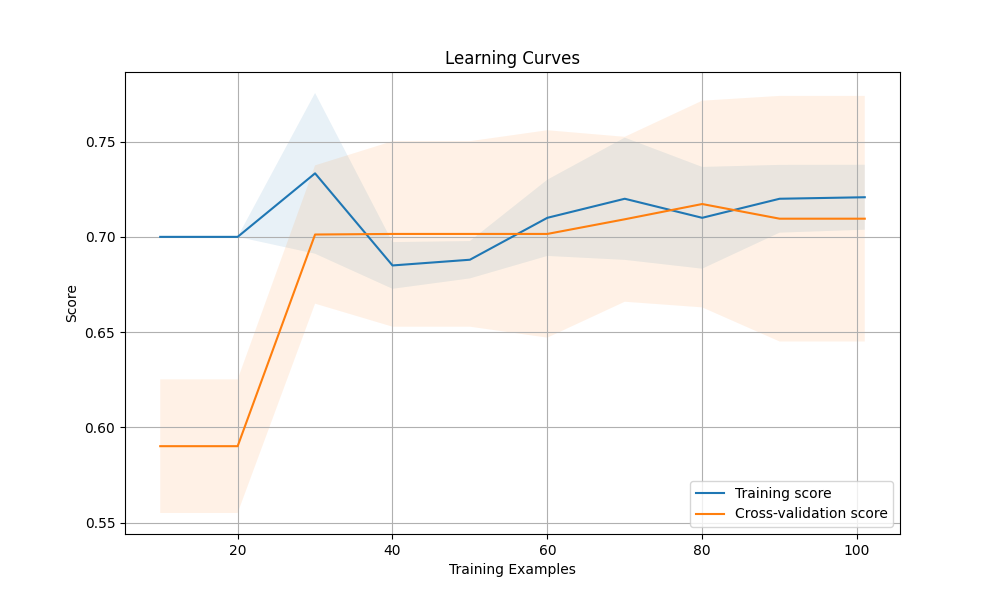 Learning Curves
Score
0.75
0.70
0.65
0.60
0.55
20 40 60 80 100
Training Examples
Training score
Cross-validation score